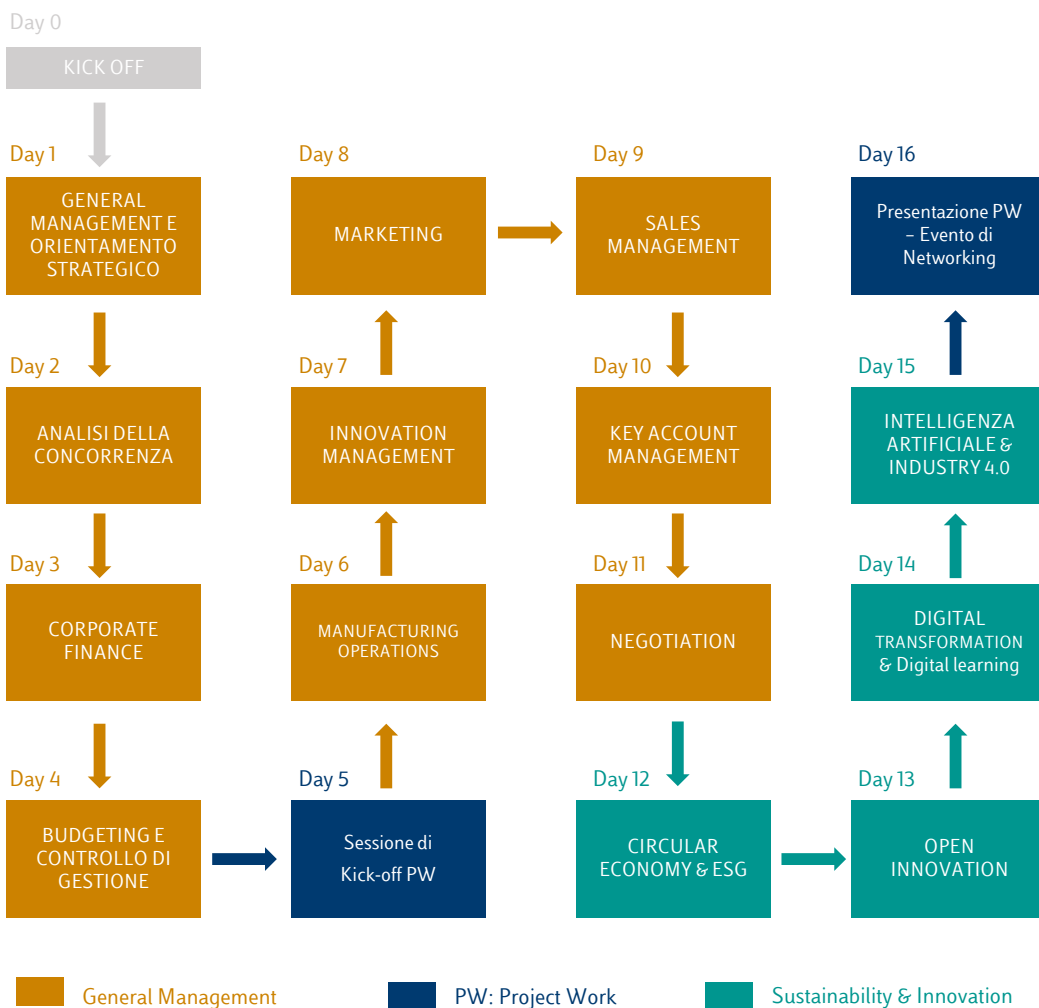 Day 0
KICK OFF
Day 1
GENERAL
MANAGEMENT E
ORIENTAMENTO
STRATEGICO
Day 2
ANALISI DELLA
CONCORRENZA
Day 3
CORPORATE
FINANCE
Day 4
BUDGETING E
CONTROLLO DI
GESTIONE
Day 5
Sessione di
Kick-off PW
Day 6
MANUFACTURING
OPERATIONS
Day 7
INNOVATION
MANAGEMENT
Day 8
MARKETING
Day 9
SALES
MANAGEMENT
Day 10
KEY ACCOUNT
MANAGEMENT
Day 11
NEGOTIATION
Day 12
CIRCULAR
ECONOMY & ESG
Day 13
OPEN
INNOVATION
Day 14
DIGITAL
TRANSFORMATION
& Digital learning
Day 15
INTELLIGENZA
ARTIFICIALE &
INDUSTRY 4.0
Day 16
Presentazione PW
– Evento di
Networking
General Management
PW: Project Work
Sustainability & Innovation